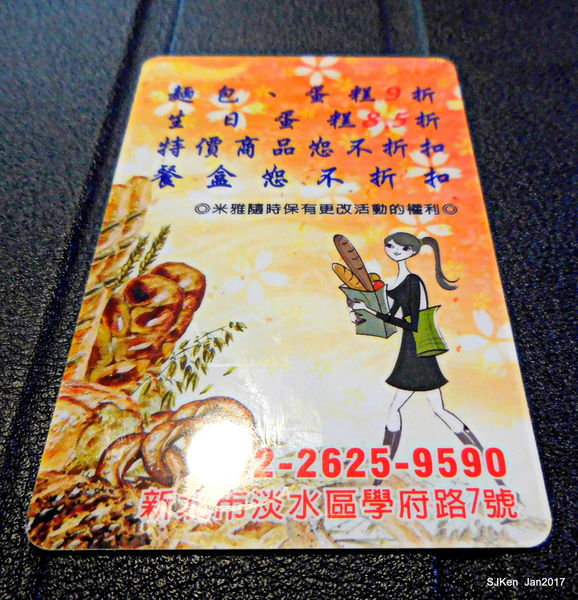 麵包、蛋糕9折
生日蛋糕8.5折
特價商品恕不折扣
餐盒恕不折扣
◎米雅隨時保有更改活動的權利◎
2-2625-9590
新北市淡水區學府路7號
SJKen Jan2017